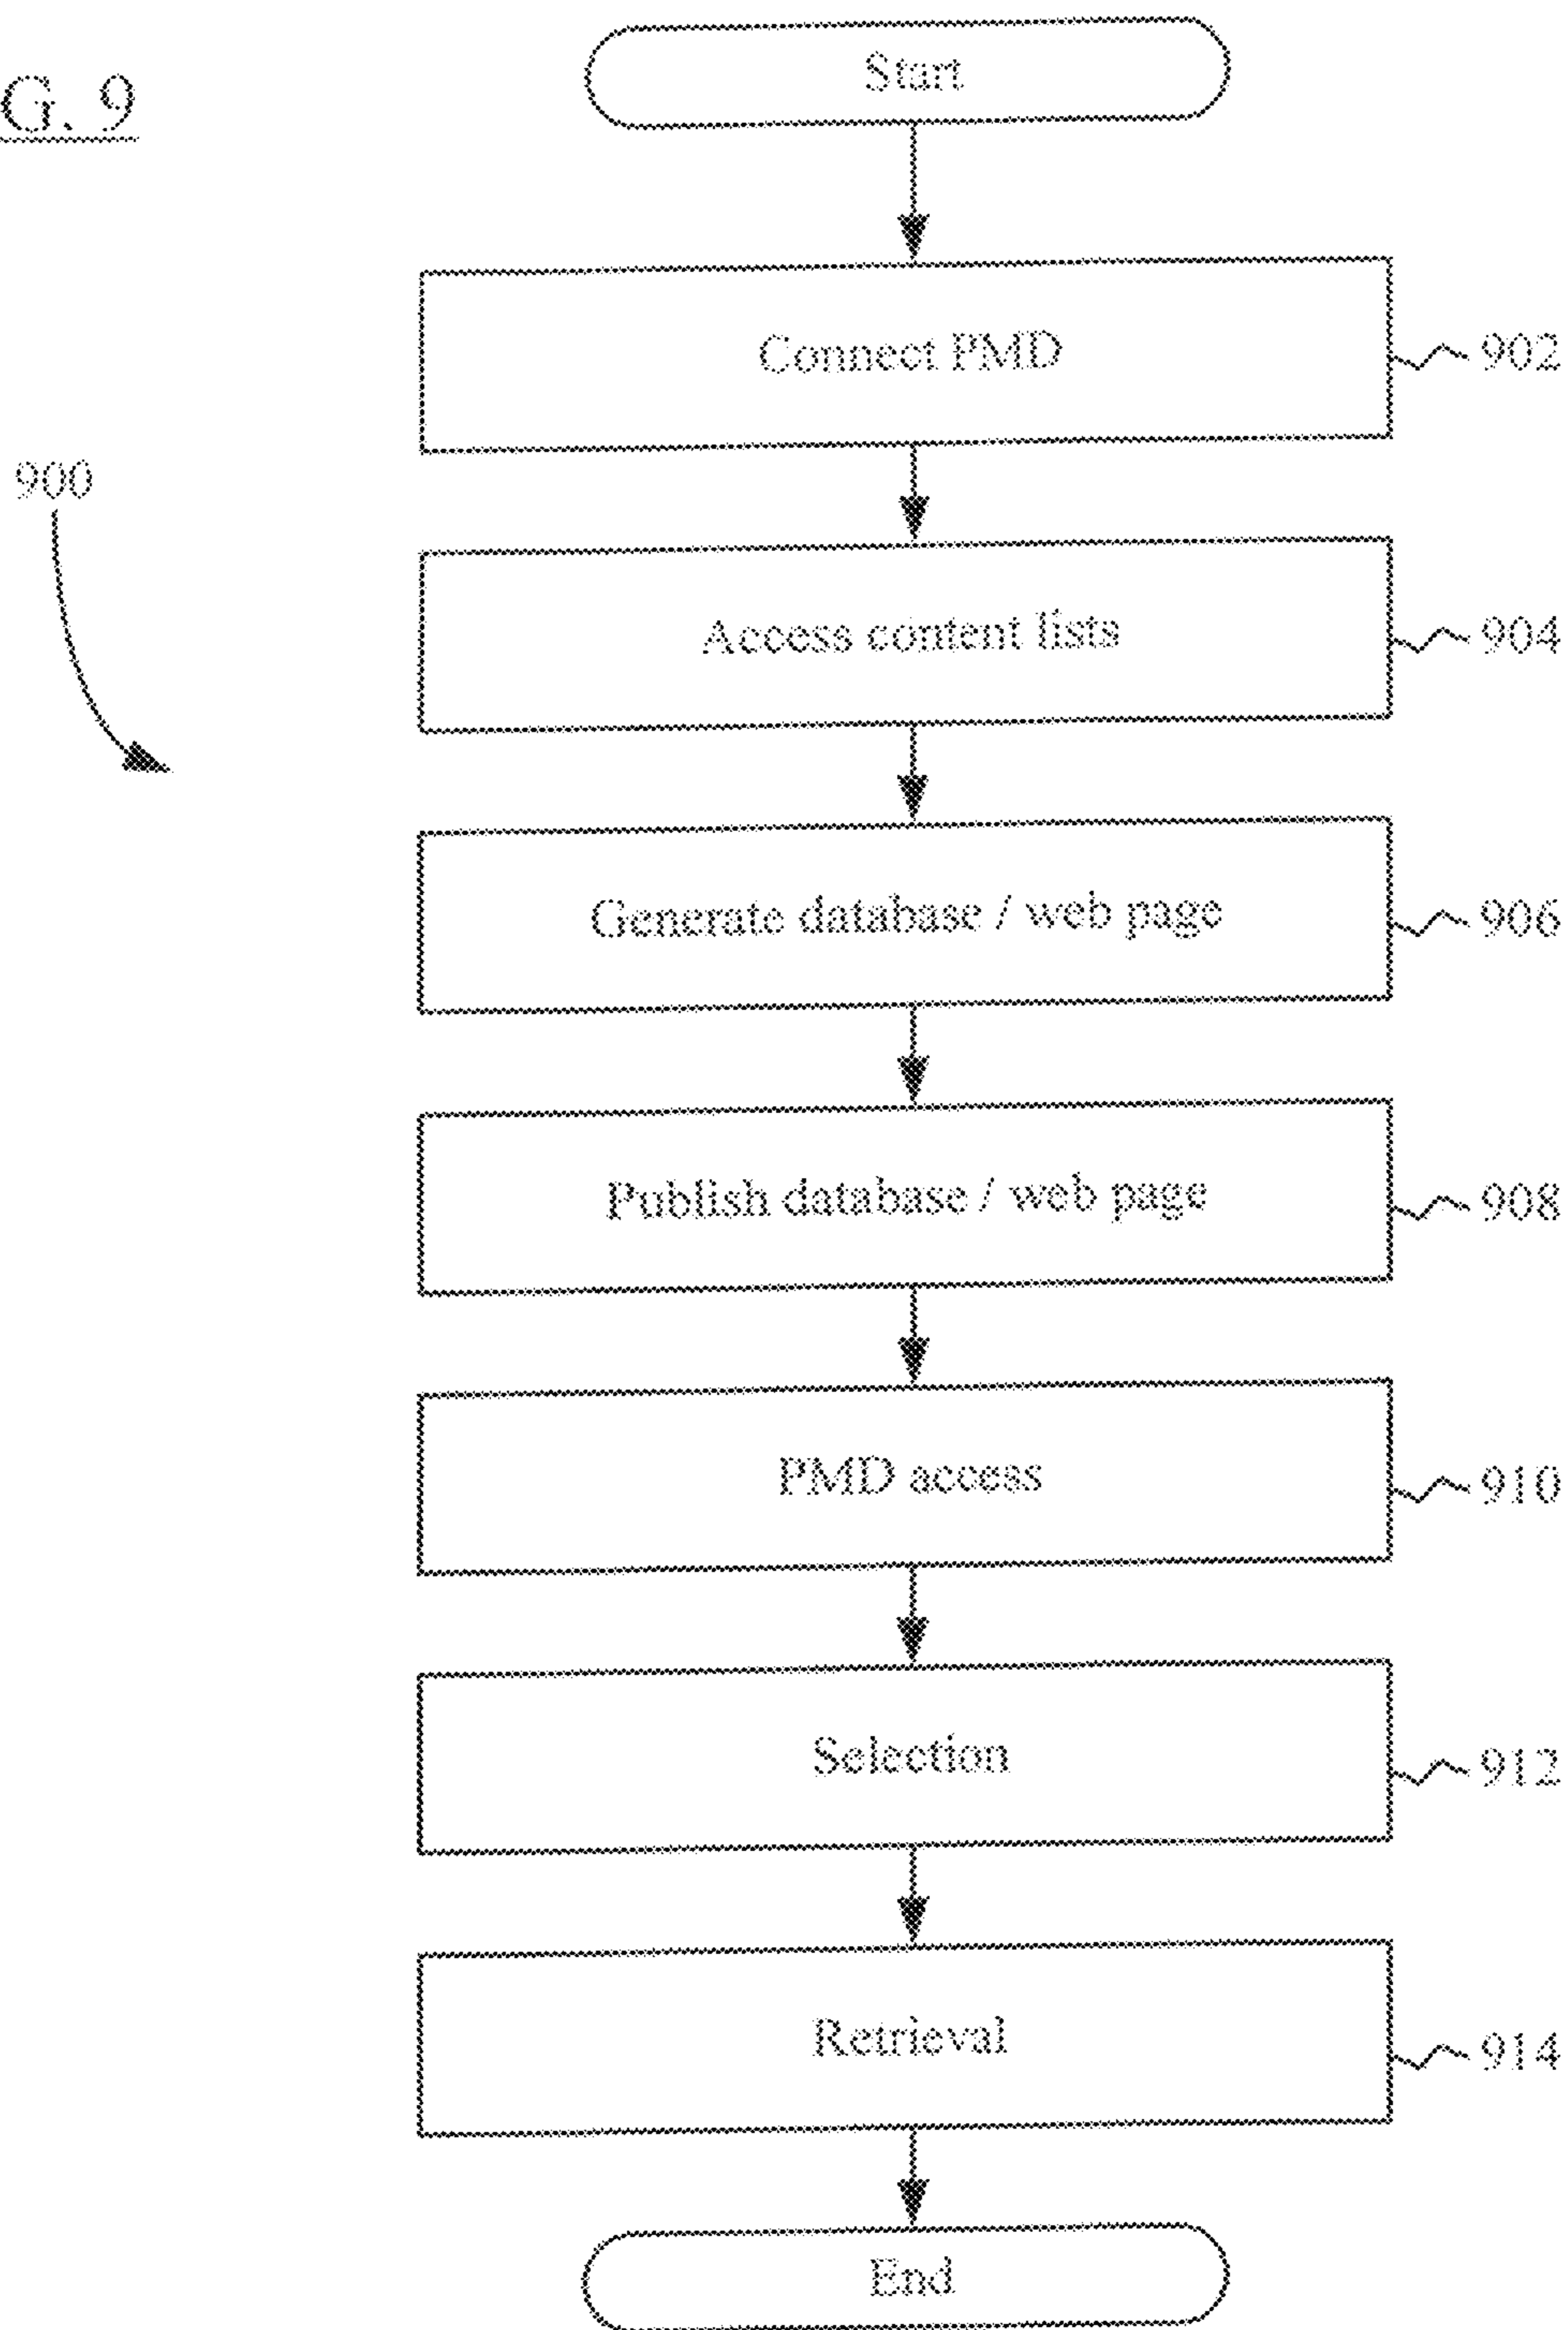 G. 9
Start
Connect PMD
902
900
Access content lists
904
Generate database / web page
906
Publish database / web page
908
PMD access
910
Selection
912
Retrieval
914
End